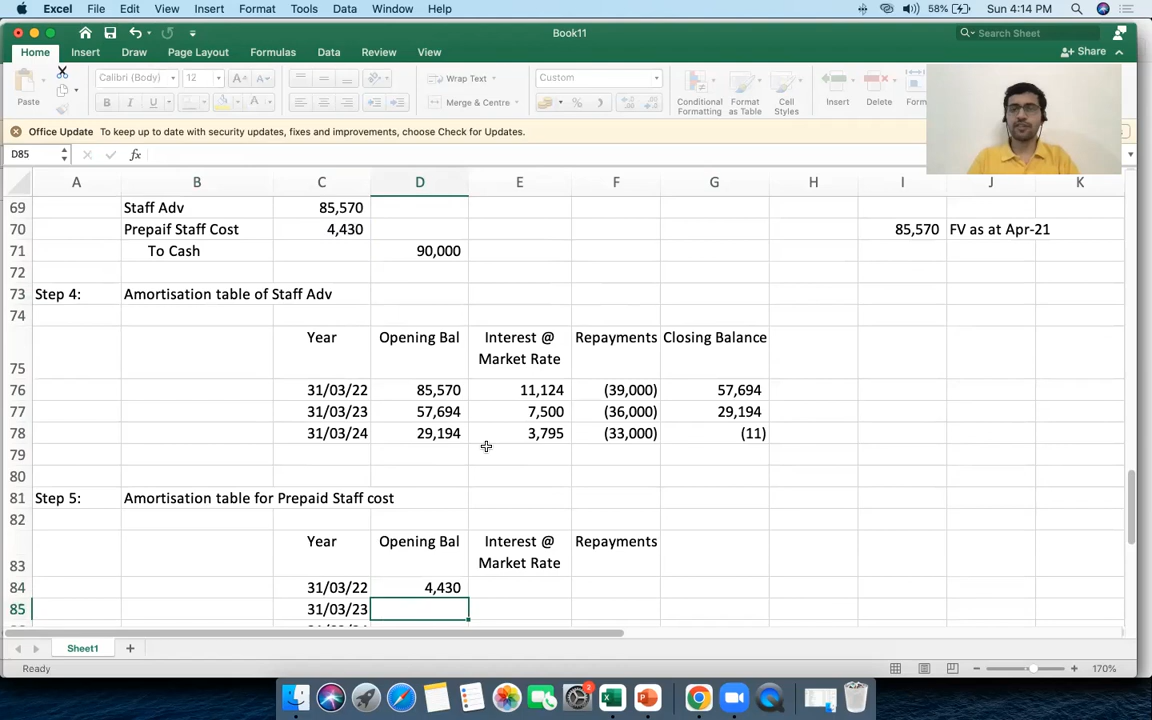 Excel File Edit View Insert Format Tools Data Window Help 58% Sun 4:14 PM
Book11 Search Sheet
Home Insert Draw Page Layout Formulas Data Review View Share
Paste Calibri (Body) 12 A A Wrap Text Custom Conditional Formatting Format as Table Cell Styles Insert Delete Form
B I U A Merge & Centre % )
Office Update To keep up to date with security updates, fixes and improvements, choose Check for Updates.
D85 fx
A B C D E F G H I J K
69 Staff Adv 85,570
70 Prepaif Staff Cost 4,430 85,570 FV as at Apr-21
71 To Cash 90,000
72
73 Step 4: Amortisation table of Staff Adv
74
75 Year Opening Bal Interest @ Market Rate Repayments Closing Balance
76 31/03/22 85,570 11,124 (39,000) 57,694
77 31/03/23 57,694 7,500 (36,000) 29,194
78 31/03/24 29,194 3,795 (33,000) (11)
79
80
81 Step 5: Amortisation table for Prepaid Staff cost
82
83 Year Opening Bal Interest @ Market Rate Repayments
84 31/03/22 4,430
85 31/03/23
Sheet1
Ready 170%